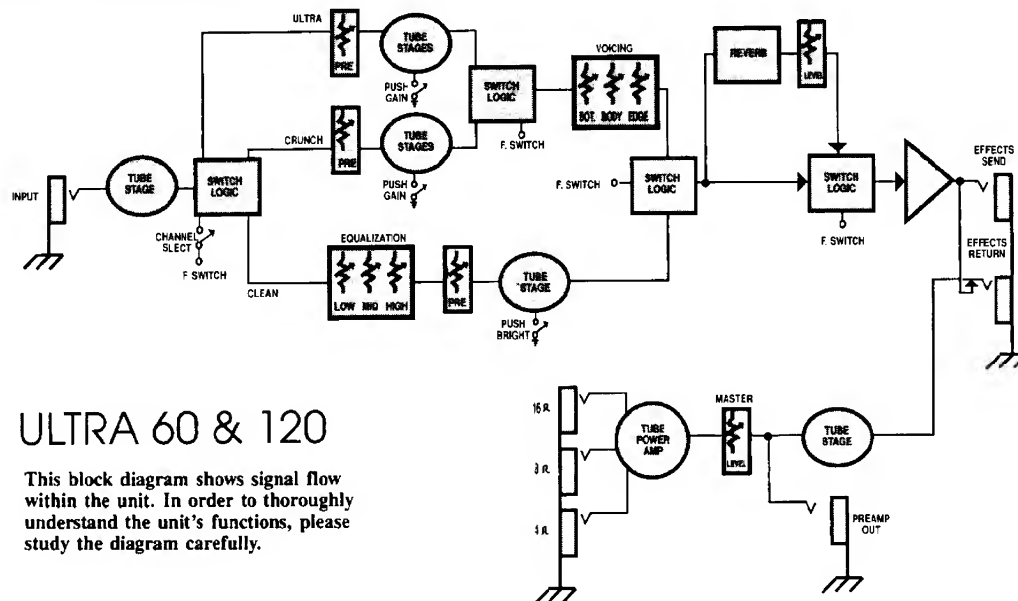 ULTRA
PRE
TUBE
STAGES
PUSH
GAIN
SWITCH
LOGIC
F. SWITCH
VOICING
BOT. BODY EDGE
REVERB
LEVEL
CRUNCH
PRE
TUBE
STAGES
PUSH
GAIN
INPUT
TUBE
STAGE
SWITCH
LOGIC
CHANNEL
SLECT
F SWITCH
F. SWITCH
SWITCH
LOGIC
SWITCH
LOGIC
F. SWITCH
EFFECTS
SEND
EFFECTS
RETURN
CLEAN
EQUALIZATION
LOW MID HIGH
PRE
TUBE
STAGE
PUSH
BRIGHT
ULTRA 60 & 120
This block diagram shows signal flow
within the unit. In order to thoroughly
understand the unit's functions, please
study the diagram carefully.
16 Ω
8 Ω
4 Ω
TUBE
POWER
AMP
MASTER
LEVEL
TUBE
STAGE
PREAMP
OUT